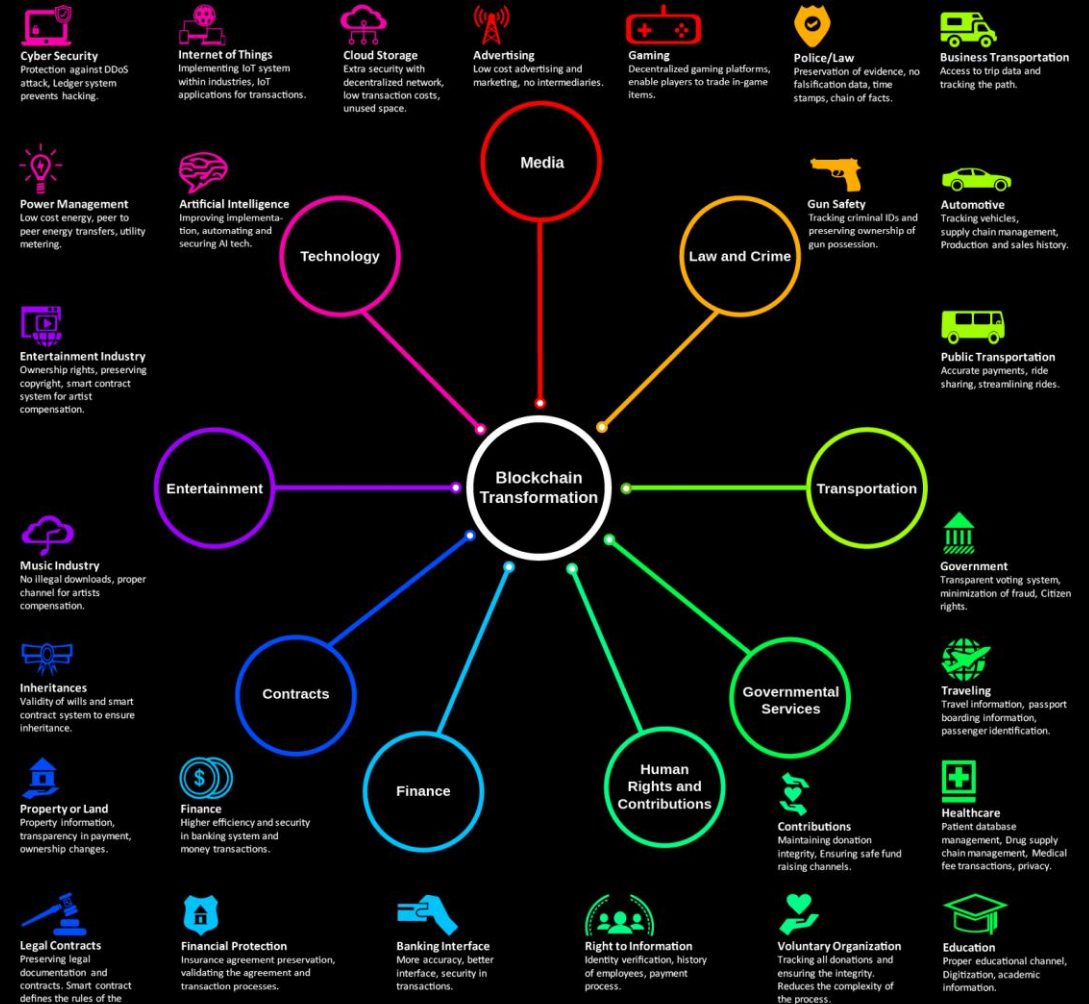 Cyber Security
Protection against DDoS
attack, Ledger system
prevents hacking.
Internet of Things
Implementing IoT system
within industries, IoT
applications for transactions.
Cloud Storage
Extra security with
decentralized network,
low transaction costs,
unused space.
Advertising
Low cost advertising and
marketing, no intermediaries.
Gaming
Decentralized gaming platforms,
enable players to trade in-game
items.
Police/Law
Preservation of evidence, no
falsification data, time
stamps, chain of facts.
Business Transportation
Access to trip data and
tracking the path.
Power Management
Low cost energy, peer to
peer energy transfers, utility
metering.
Artificial Intelligence
Improving implementa-
tion, automating and
securing AI tech.
Media
Technology
Law and Crime
Gun Safety
Tracking criminal IDs and
preserving ownership of
gun possession.
Automotive
Tracking vehicles,
supply chain management,
Production and sales history.
Entertainment Industry
Ownership rights, preserving
copyright, smart contract
system for artist
compensation.
Public Transportation
Accurate payments, ride
sharing, streamlining rides.
Entertainment
Blockchain
Transformation
Transportation
Music Industry
No illegal downloads, proper
channel for artists
compensation.
Government
Transparent voting system,
minimization of fraud, Citizen
rights.
Inheritances
Validity of wills and smart
contract system to ensure
inheritance.
Contracts
Governmental
Services
Traveling
Travel information, passport
boarding information,
passenger identification.
Property or Land
Property information,
transparency in payment,
ownership changes.
Finance
Higher efficiency and security
in banking system and
money transactions.
Finance
Human
Rights and
Contributions
Contributions
Maintaining donation
integrity, Ensuring safe fund
raising channels.
Healthcare
Patient database
management, Drug supply
chain management, Medical
fee transactions, privacy.
Legal Contracts
Preserving legal
documentation and
contracts. Smart contract
defines the rules of the
Financial Protection
Insurance agreement preservation,
validating the agreement and
transaction processes.
Banking Interface
More accuracy, better
interface, security in
transactions.
Right to Information
Identity verification, history
of employees, payment
process.
Voluntary Organization
Tracking all donations and
ensuring the integrity.
Reduces the complexity of
the process.
Education
Proper educational channel,
Digitization, academic
information.